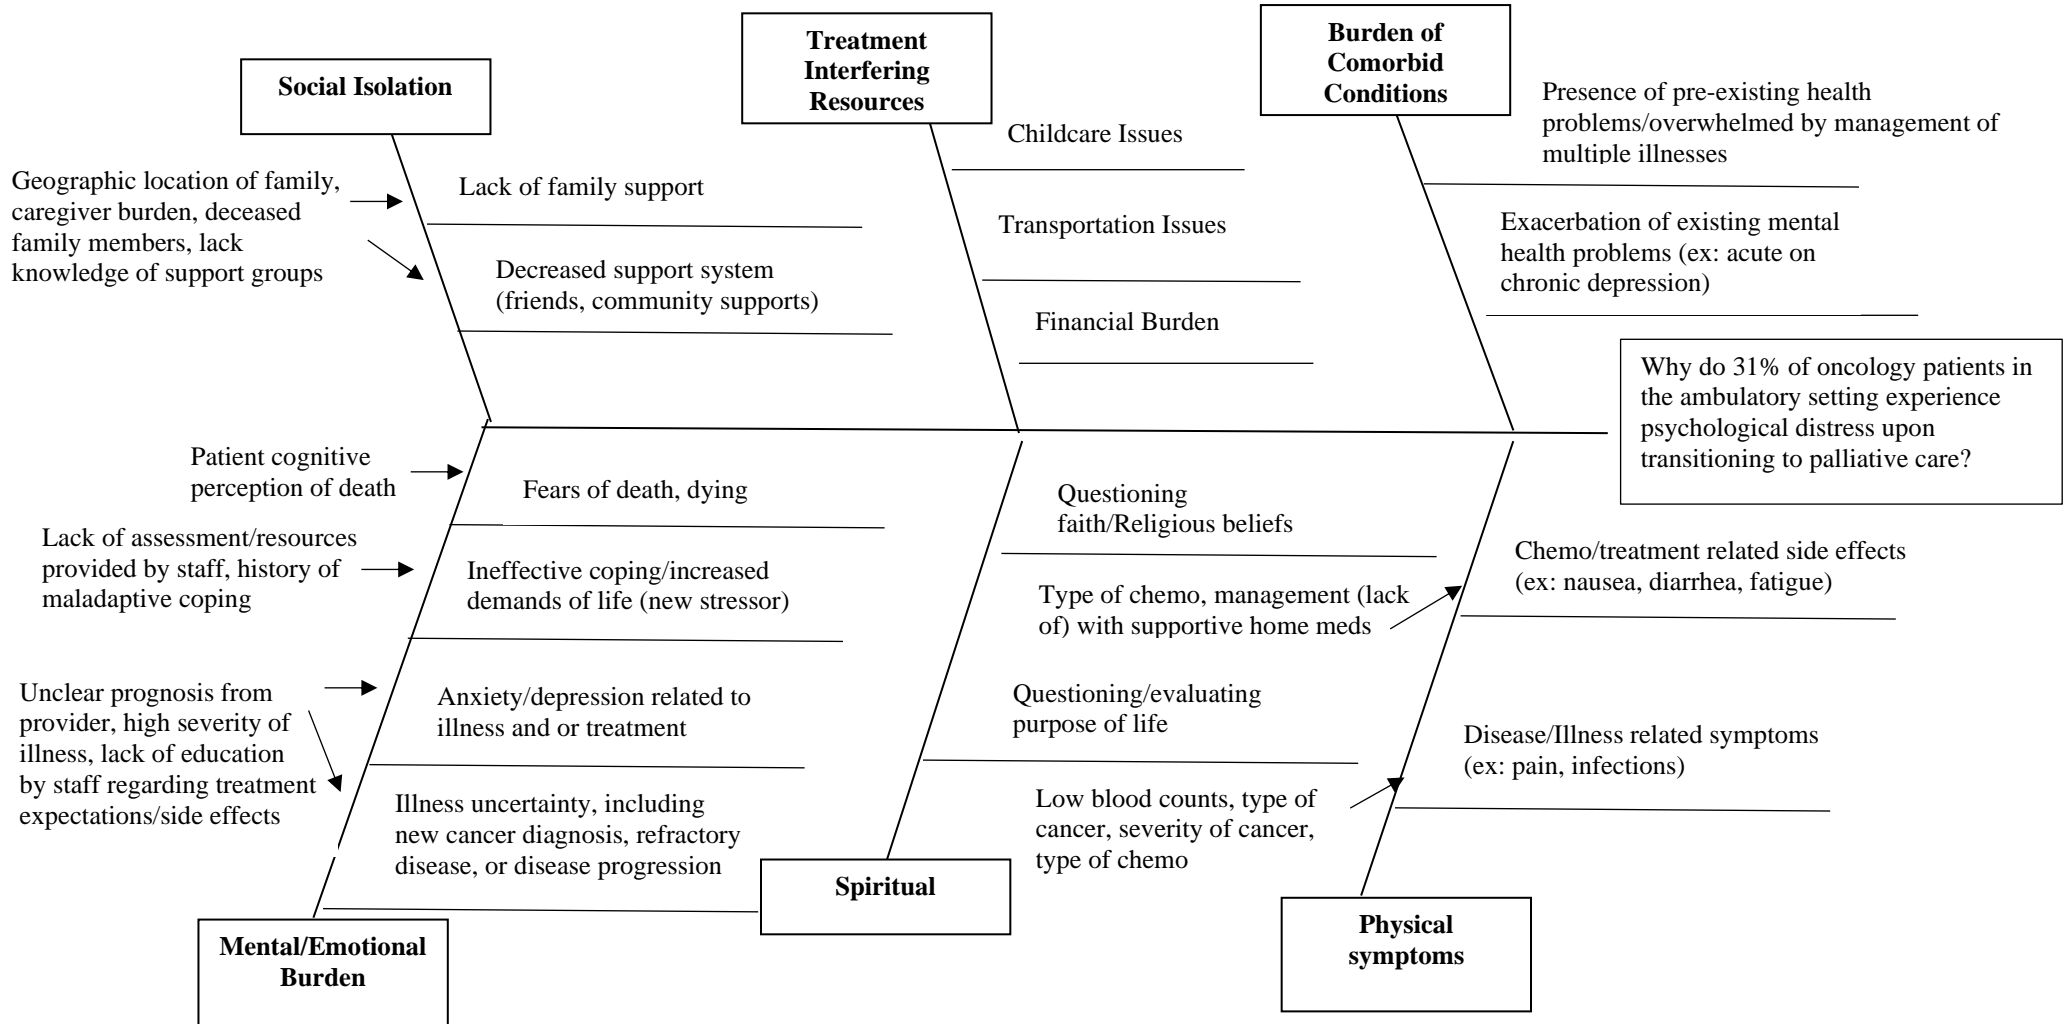 Social Isolation
Geographic location of family,
caregiver burden, deceased
family members, lack
knowledge of support groups
Lack of family support
Decreased support system
(friends, community supports)
Treatment
Interfering
Resources
Childcare Issues
Transportation Issues
Financial Burden
Burden of
Comorbid
Conditions
Presence of pre-existing health
problems/overwhelmed by management of
multiple illnesses
Exacerbation of existing mental
health problems (ex: acute on
chronic depression)
Why do 31% of oncology patients in
the ambulatory setting experience
psychological distress upon
transitioning to palliative care?
Patient cognitive
perception of death
Fears of death, dying
Lack of assessment/resources
provided by staff, history of
maladaptive coping
Ineffective coping/increased
demands of life (new stressor)
Unclear prognosis from
provider, high severity of
illness, lack of education
by staff regarding treatment
expectations/side effects
Anxiety/depression related to
illness and or treatment
Illness uncertainty, including
new cancer diagnosis, refractory
disease, or disease progression
Mental/Emotional
Burden
Questioning
faith/Religious beliefs
Questioning/evaluating
purpose of life
Spiritual
Type of chemo, management (lack
of) with supportive home meds
Chemo/treatment related side effects
(ex: nausea, diarrhea, fatigue)
Low blood counts, type of
cancer, severity of cancer,
type of chemo
Disease/Illness related symptoms
(ex: pain, infections)
Physical
symptoms